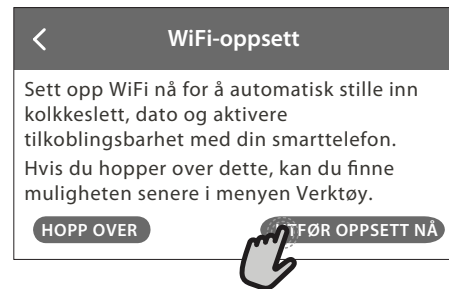 WiFi-oppsett
Sett opp WiFi nå for å automatisk stille inn
kolkkeslett, dato og aktivere
tilkoblingsbarhet med din smarttelefon.
Hvis du hopper over dette, kan du finne
muligheten senere i menyen Verktøy.
HOPP OVER
OPPSETT NÅ